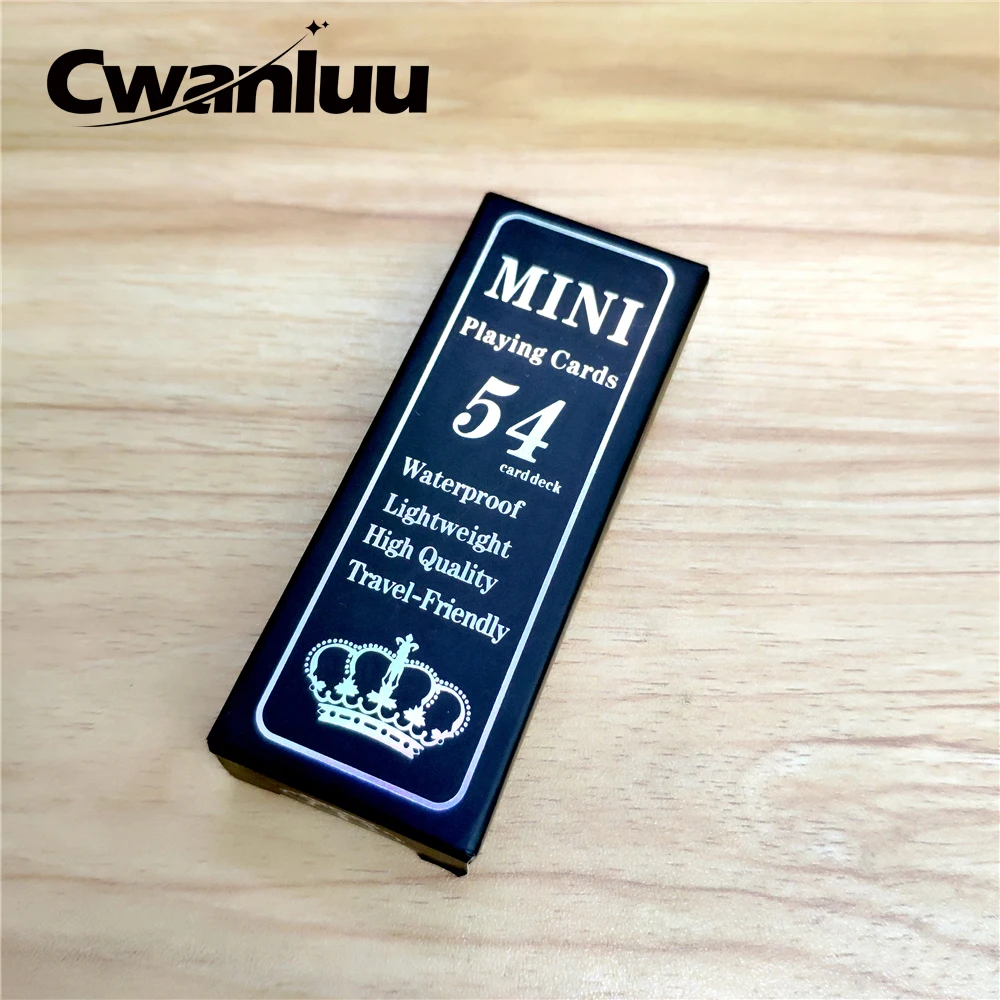 Cwanluu
MINI
Playing Cards
54
card deck
Waterproof
Lightweight
High Quality
Travel-Friendly